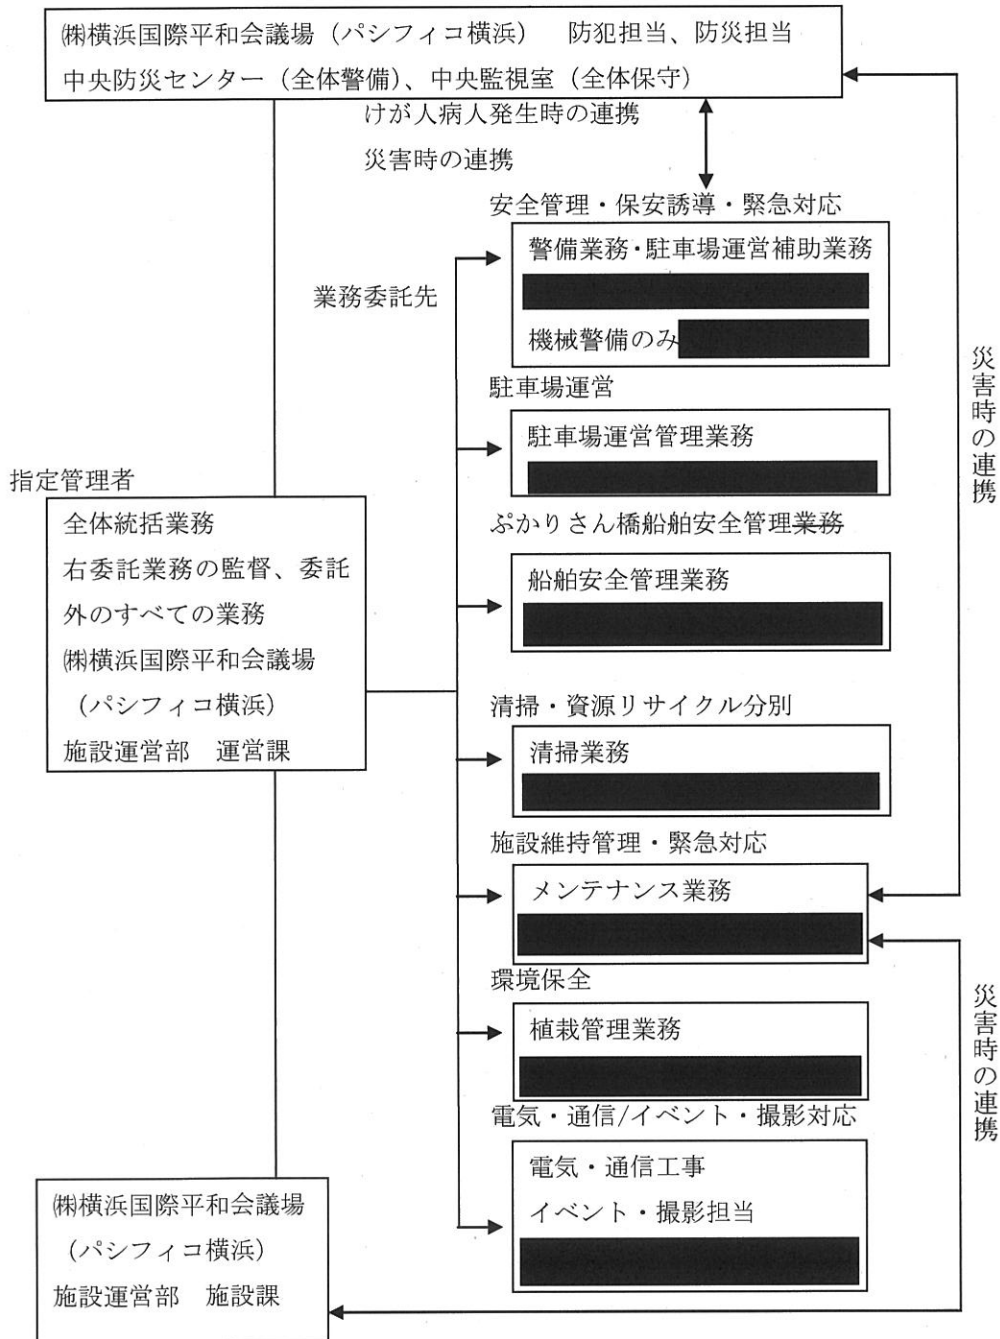 ㈱横浜国際平和会議場（パシフィコ横浜）　防犯担当、防災担当
中央防災センター（全体警備）、中央監視室（全体保守）
けが人病人発生時の連携
災害時の連携
安全管理・保安誘導・緊急対応
警備業務・駐車場運営補助業務
機械警備のみ
業務委託先
駐車場運営
駐車場運営管理業務
災害時の連携
指定管理者
全体統括業務
右委託業務の監督、委託
外のすべての業務
㈱横浜国際平和会議場
（パシフィコ横浜）
施設運営部　運営課
ぷかりさん橋船舶安全管理業務
船舶安全管理業務
清掃・資源リサイクル分別
清掃業務
施設維持管理・緊急対応
メンテナンス業務
環境保全
植栽管理業務
災害時の連携
電気・通信/イベント・撮影対応
電気・通信工事
イベント・撮影担当
㈱横浜国際平和会議場
（パシフィコ横浜）
施設運営部　施設課